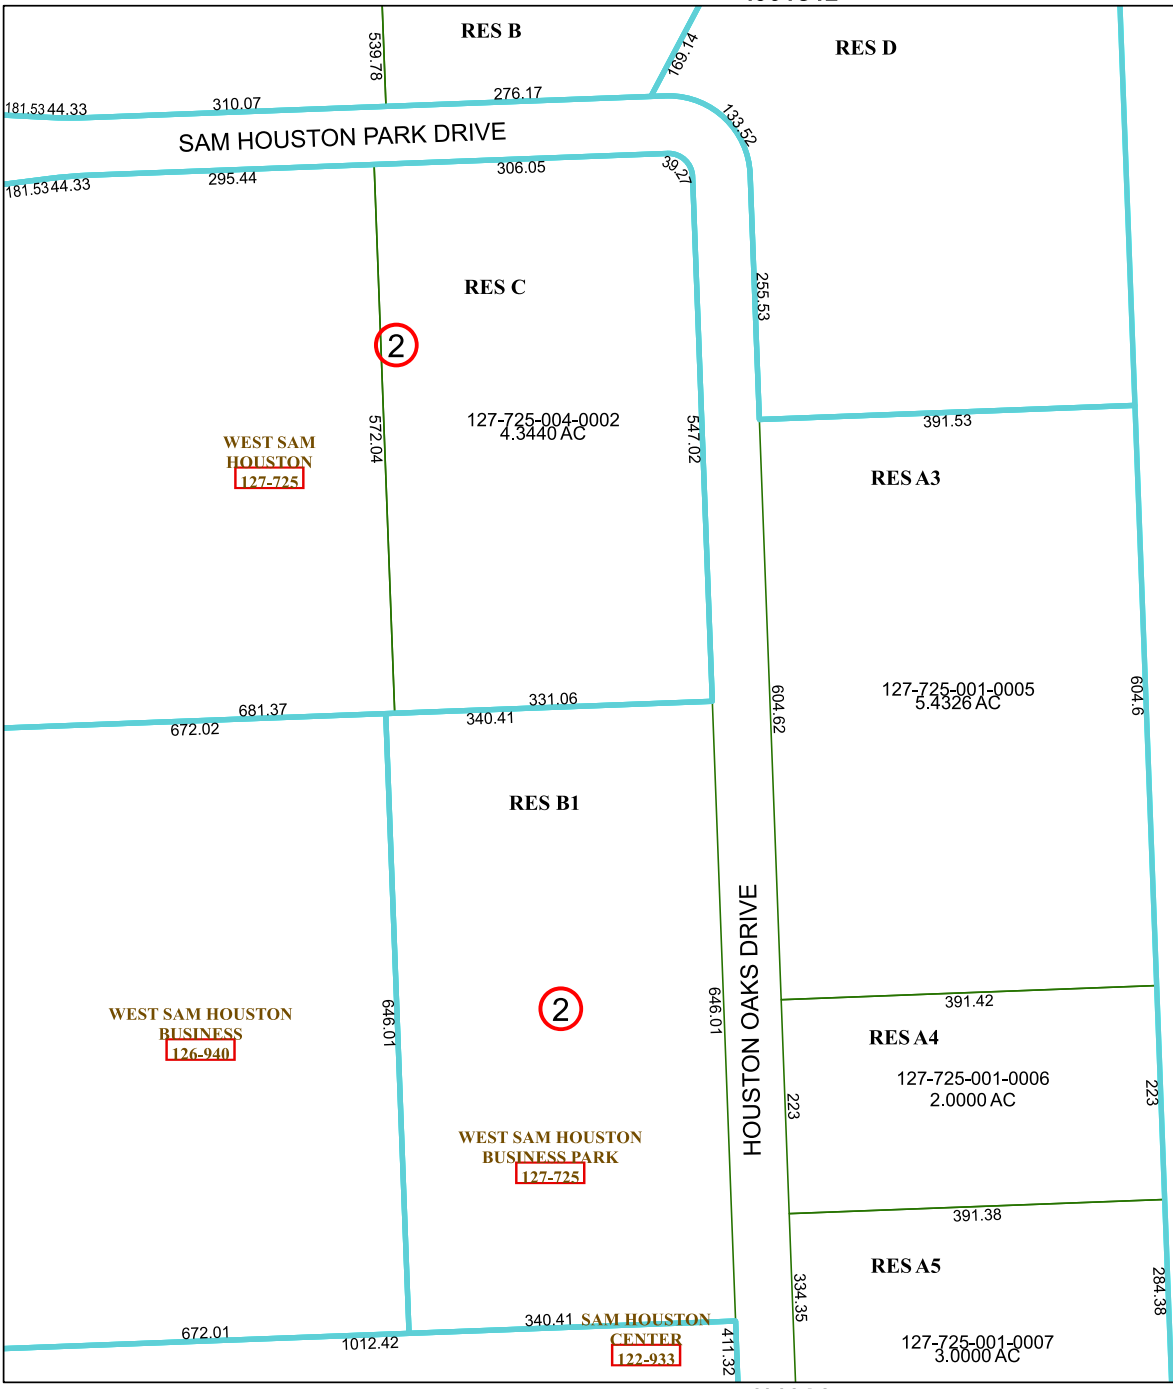 RES B
RES D
539.78
169.14
181.53 44.33
310.07
276.17
133.52
SAM HOUSTON PARK DRIVE
181.53 44.33
295.44
306.05
39.27
RES C
255.53
2
572.04
127-725-004-0002
4.3440 AC
547.02
391.53
WEST SAM
HOUSTON
127-725
RES A3
681.37
672.02
331.06
340.41
604.62
127-725-001-0005
5.4326 AC
604.6
RES B1
HOUSTON OAKS DRIVE
391.42
WEST SAM HOUSTON
BUSINESS
126-940
646.01
2
646.01
RES A4
127-725-001-0006
2.0000 AC
223
223
WEST SAM HOUSTON
BUSINESS PARK
127-725
391.38
RES A5
334.35
284.38
672.01
1012.42
340.41
SAM HOUSTON
CENTER
122-933
411.32
127-725-001-0007
3.0000 AC